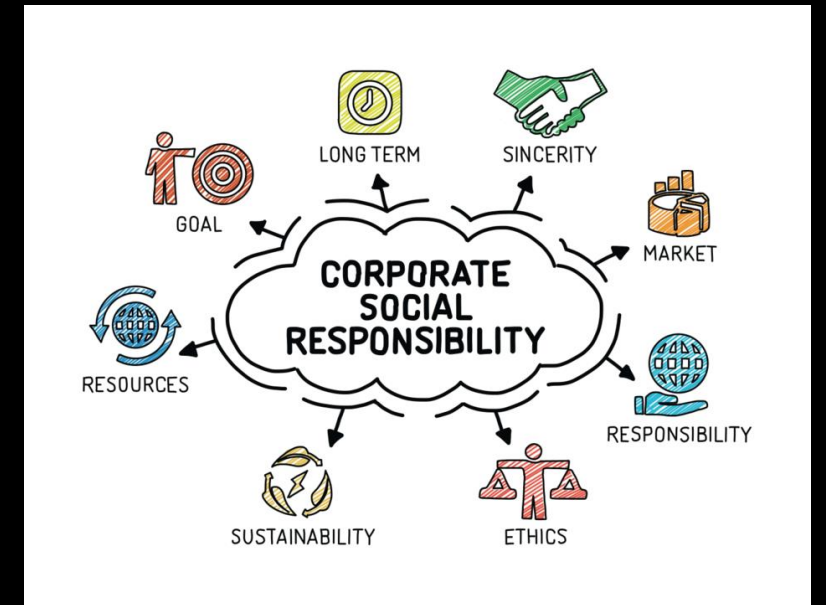 LONG TERM
SINCERITY
GOAL
MARKET
CORPORATE
SOCIAL
RESPONSIBILITY
RESOURCES
RESPONSIBILITY
SUSTAINABILITY
ETHICS